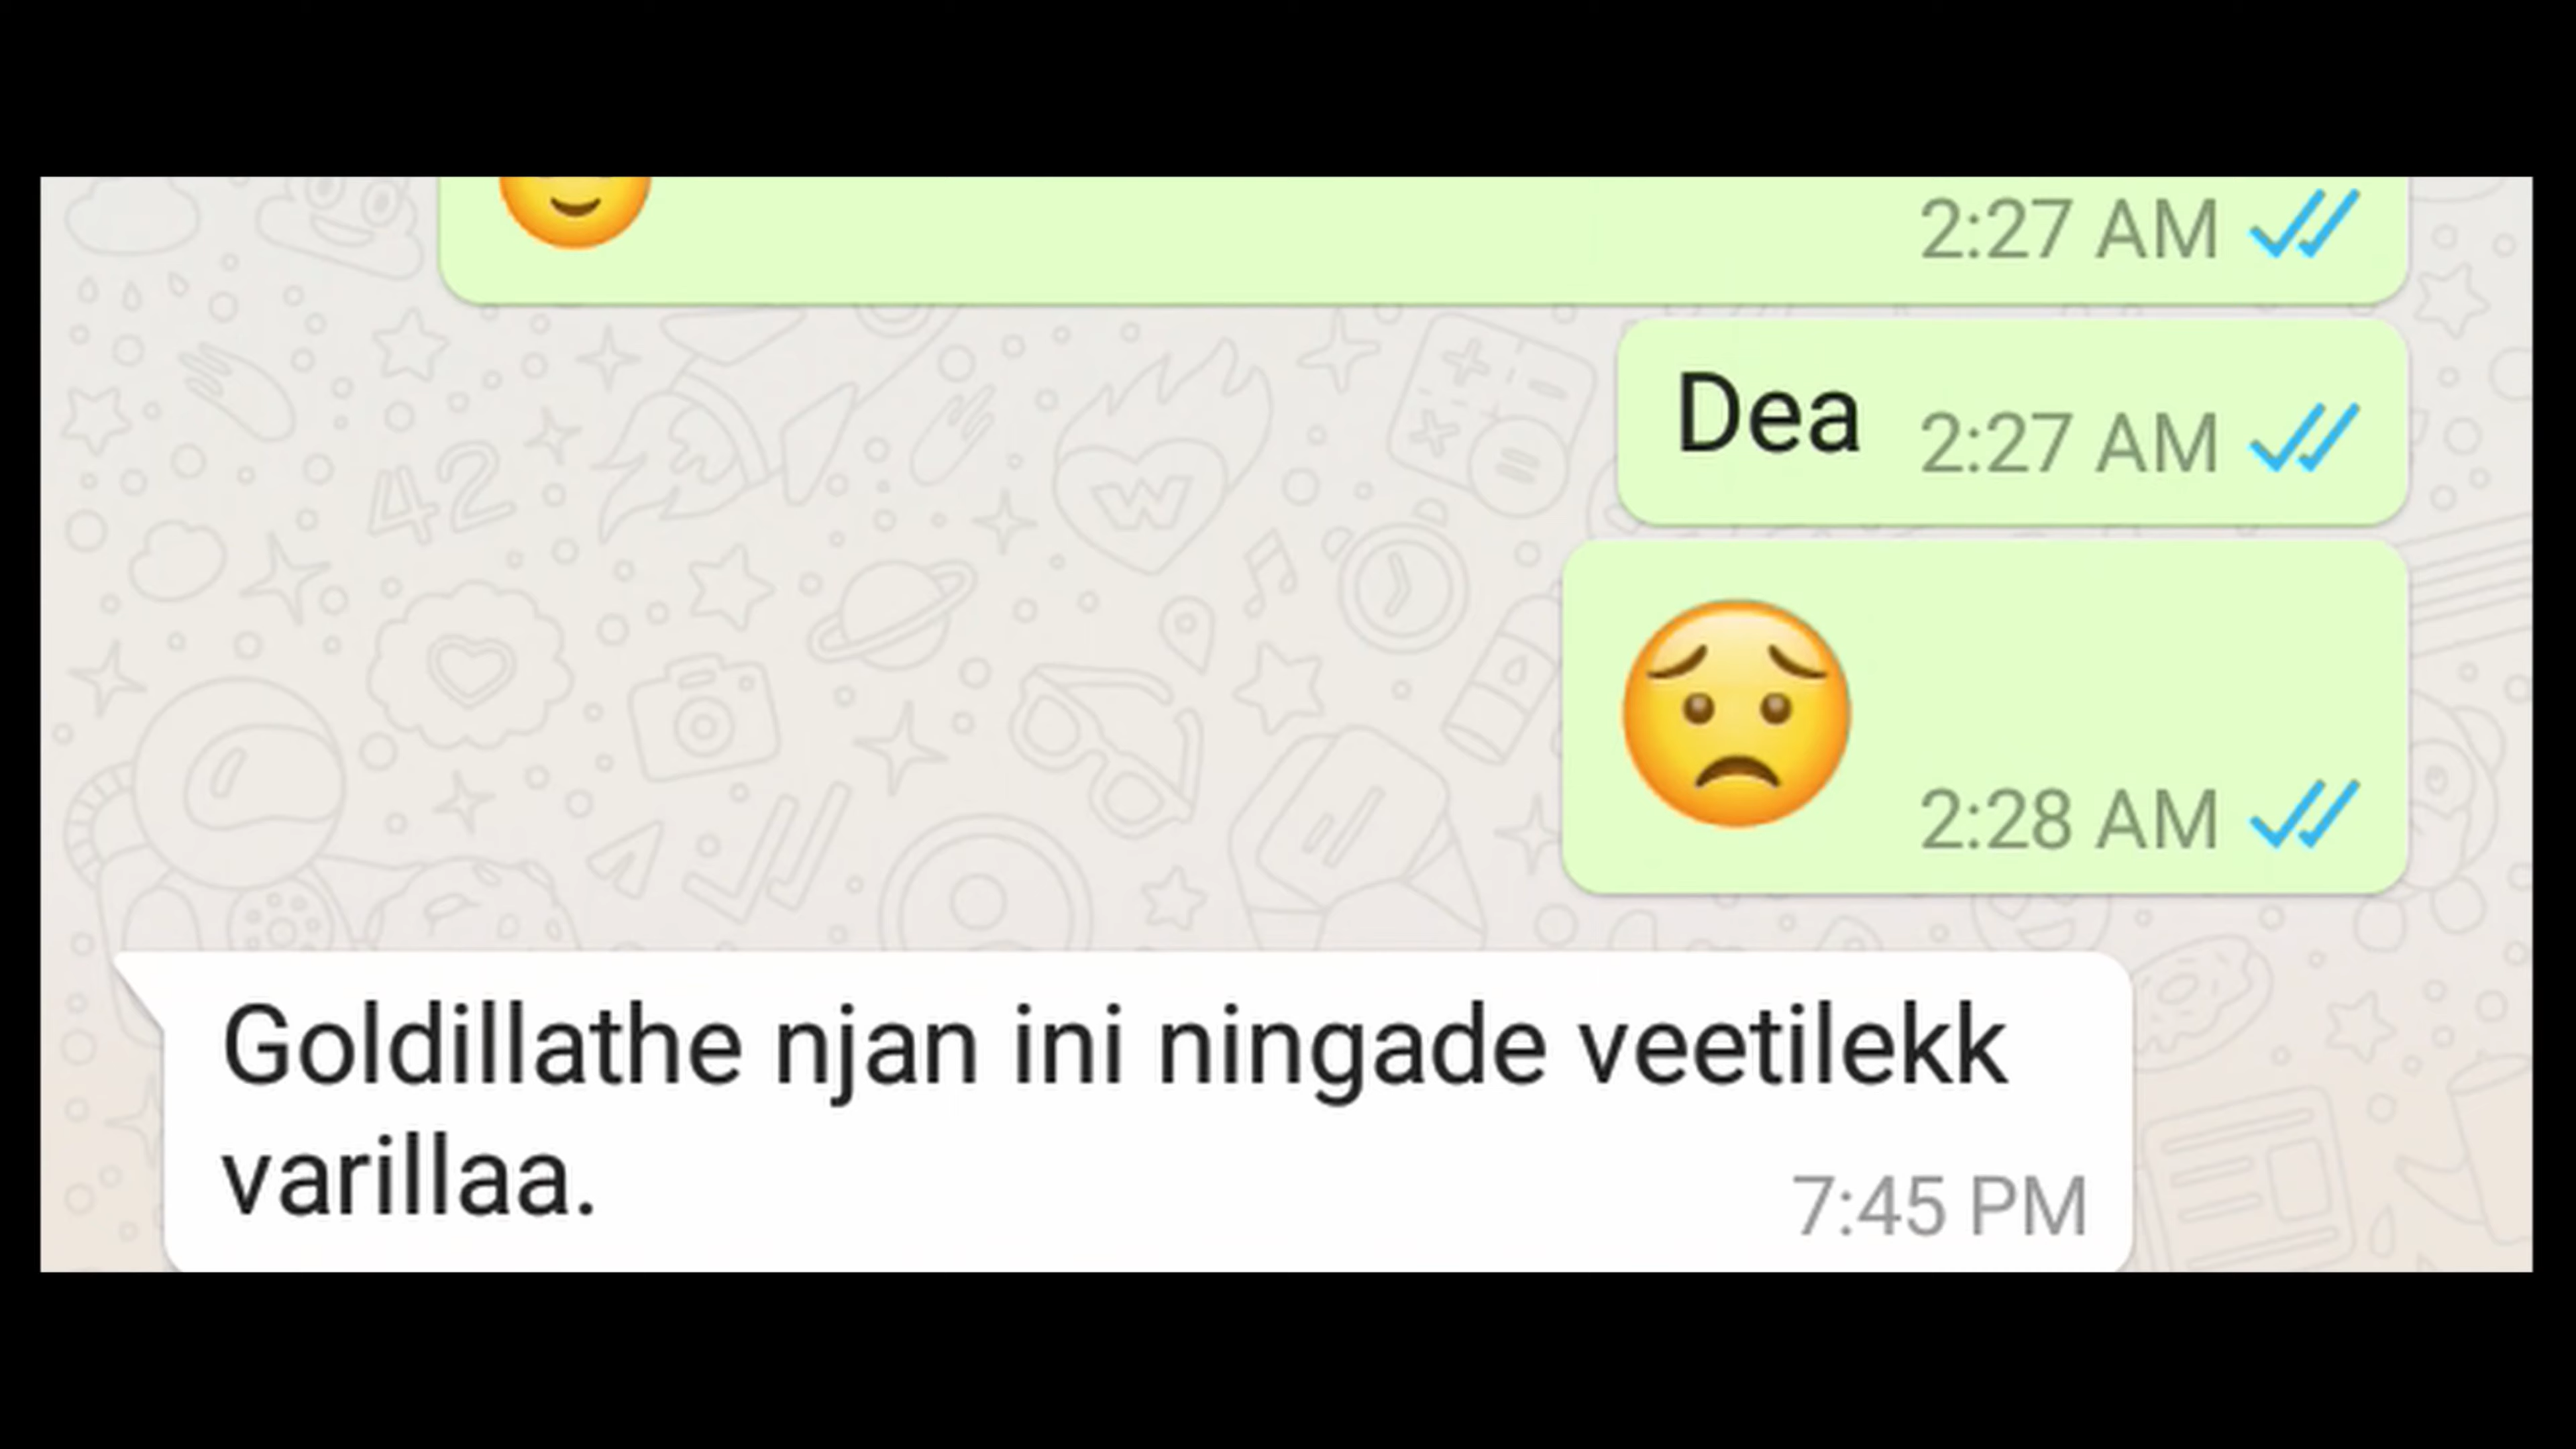 2:27 AM
Dea 2:27 AM
2:28 AM
Goldillathe njan ini ningade veetilekk
varillaa.
7:45 PM